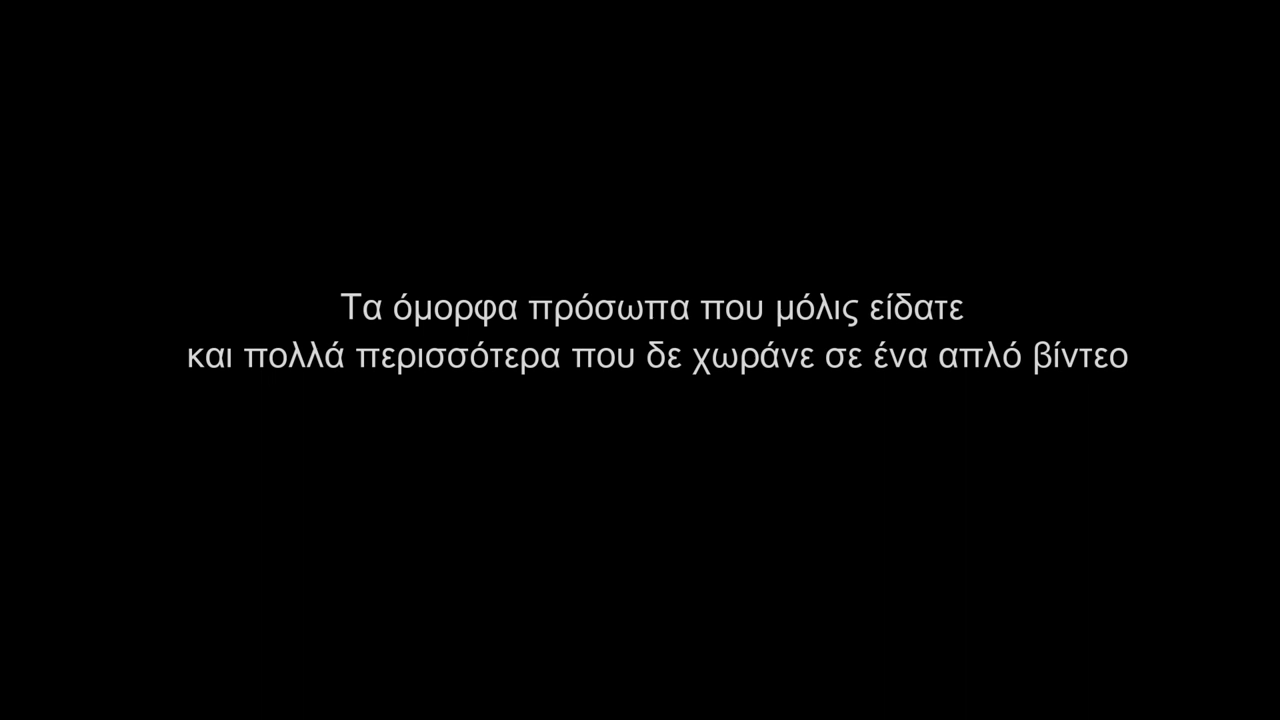 Τα όμορφα πρόσωπα που μόλις είδατε
και πολλά περισσότερα που δε χωράνε σε ένα απλό βίντεο